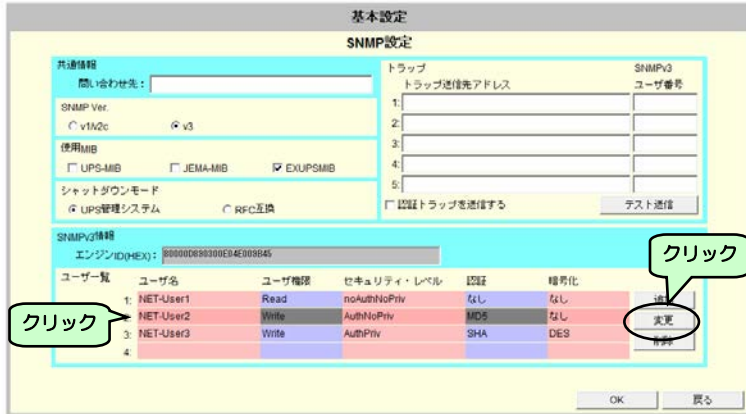 基本設定
SNMP設定
共通情報
問い合わせ先：
SNMP Ver.
v1/v2c v3
使用MIB
UPS-MIB JEMA-MIB EXUPSMIB
シャットダウンモード
UPS管理システム RFC互換
トラップ SNMPv3
トラップ送信先アドレス ユーザ番号
1:
2:
3:
4:
5:
認証トラップを送信する テスト送信
SNMPv3情報
エンジンID(HEX)：
クリック
ユーザ一覧 ユーザ名 ユーザ権限 セキュリティ・レベル 認証 暗号化
1: NET-User1 Read noAuthNoPriv なし なし 追加
クリック
NET-User2 Write AuthNoPriv MD5 なし 変更
3: NET-User3 Write AuthPriv SHA DES 削除
4:
OK 戻る